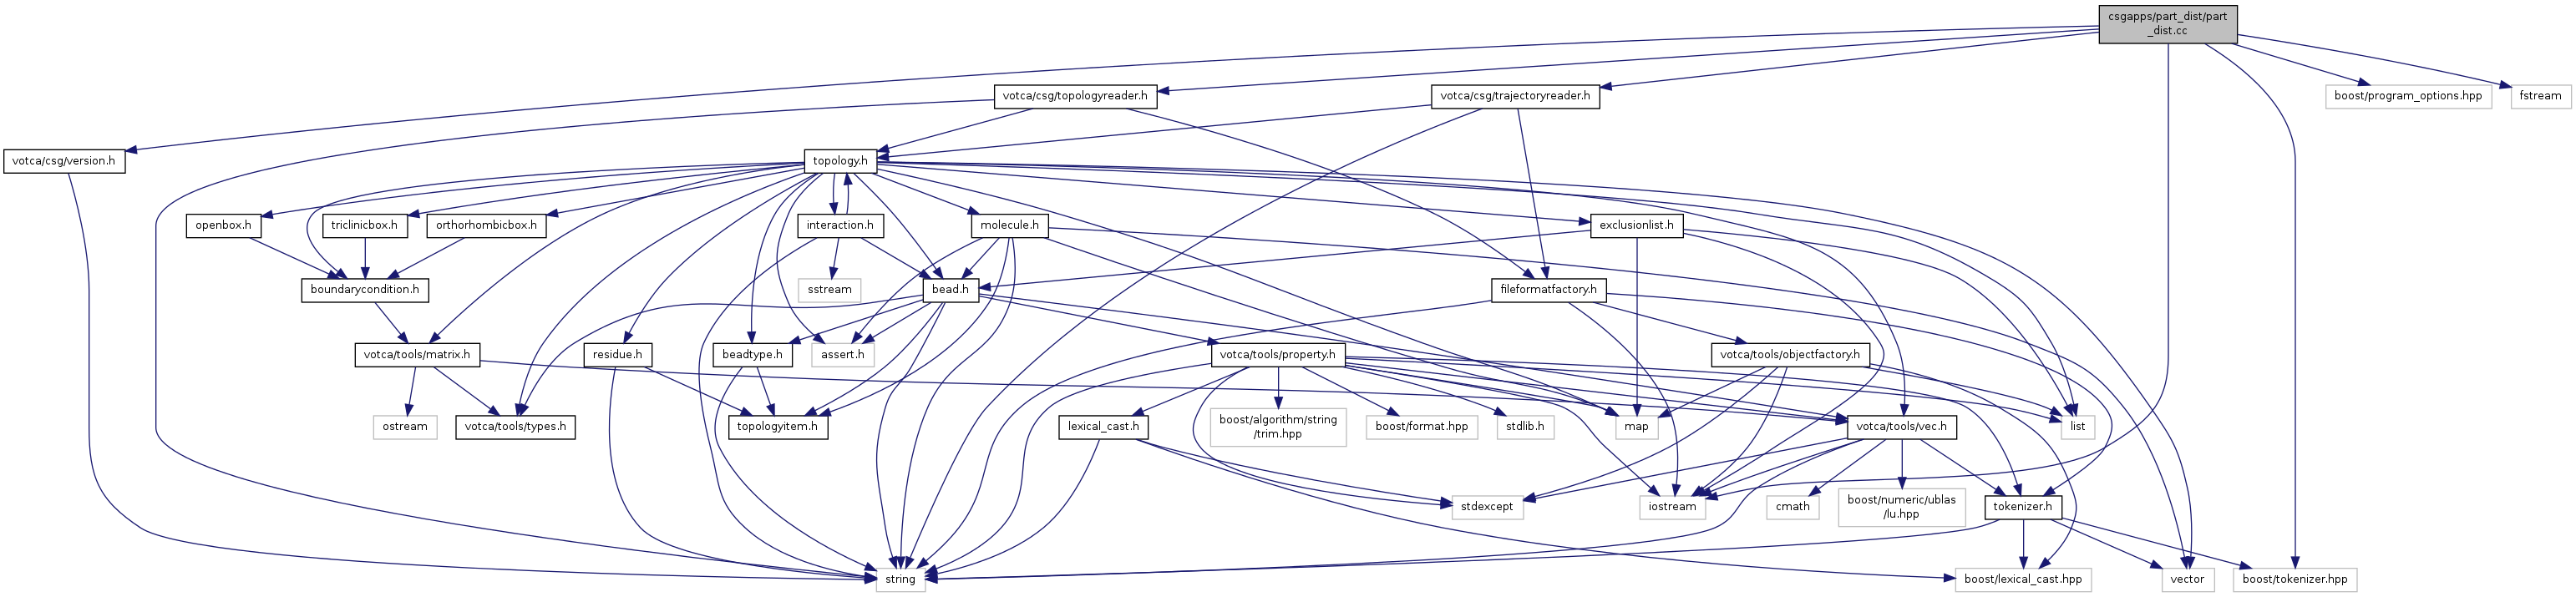 csgapps/part_dist/part
_dist.cc
votca/csg/topologyreader.h
votca/csg/trajectoryreader.h
boost/program_options.hpp
fstream
votca/csg/version.h
topology.h
openbox.h
triclinicbox.h
orthorhombicbox.h
interaction.h
molecule.h
exclusionlist.h
boundarycondition.h
sstream
bead.h
fileformatfactory.h
votca/tools/matrix.h
residue.h
beadtype.h
assert.h
votca/tools/property.h
votca/tools/objectfactory.h
ostream
votca/tools/types.h
topologyitem.h
lexical_cast.h
boost/algorithm/string
/trim.hpp
boost/format.hpp
stdlib.h
map
votca/tools/vec.h
list
stdexcept
iostream
cmath
boost/numeric/ublas
/lu.hpp
tokenizer.h
string
boost/lexical_cast.hpp
vector
boost/tokenizer.hpp